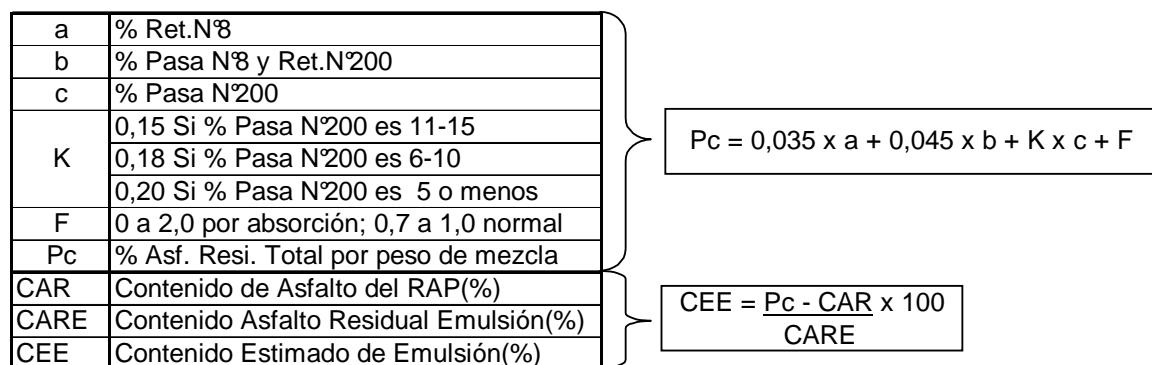 a % Ret.N°8
b % Pasa N°8 y Ret.N°200
c % Pasa N°200
K
0,15 Si % Pasa N°200 es 11-15
0,18 Si % Pasa N°200 es 6-10
0,20 Si % Pasa N°200 es 5 o menos
F 0 a 2,0 por absorción; 0,7 a 1,0 normal
Pc % Asf. Resi. Total por peso de mezcla
Pc = 0,035 x a + 0,045 x b + K x c + F
CAR Contenido de Asfalto del RAP(%)
CARE Contenido Asfalto Residual Emulsión(%)
CEE Contenido Estimado de Emulsión(%)
CEE = Pc - CAR x 100
CARE